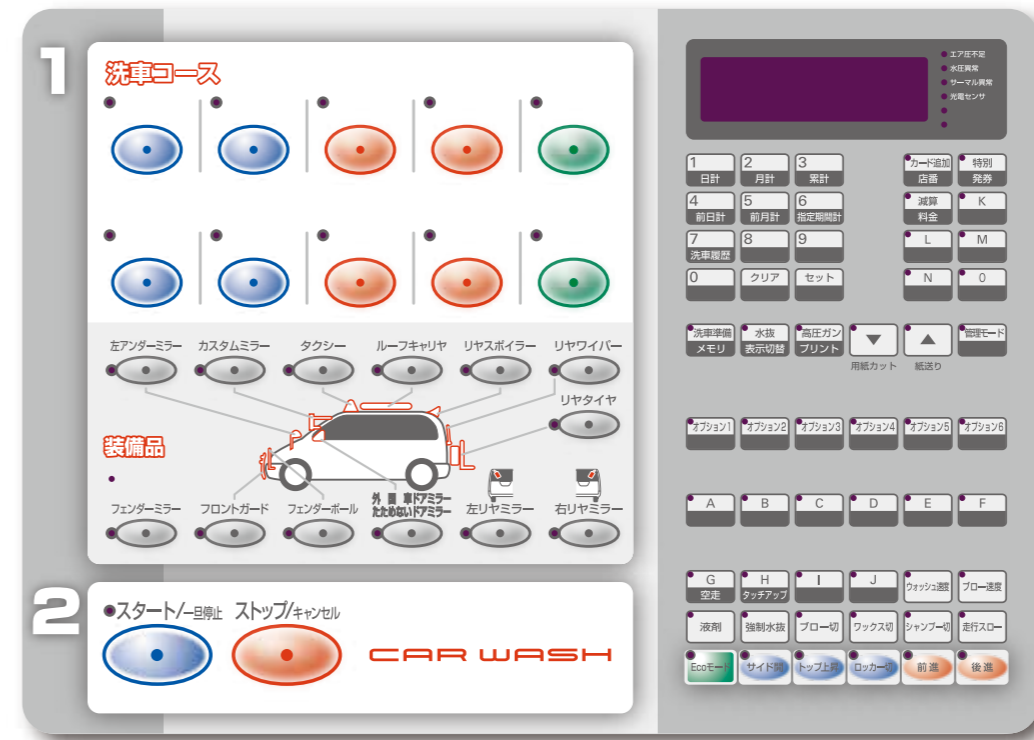 1
洗車コース
左アンダーミラー カスタムミラー タクシー ルーフキャリヤ リヤスポイラー リヤワイパー
リヤタイヤ
装備品
フェンダーミラー フロントガード フェンダーポール 外国車ドアミラー たためないドアミラー 左リヤミラー 右リヤミラー
2
スタート/一旦停止 ストップ/キャンセル
CAR WASH
エア圧不足
水圧異常
サーマル異常
光電センサ
1 2 3 カード追加 特別
日計 月計 累計 店番 発券
4 5 6 減算 K
前日計 前月計 指定期間計 料金
7 8 9 L M
洗車履歴
0 クリア セット N O
洗車準備 水抜 高圧ガン ▼ ▲ 管理モード
メモリ 表示切替 プリント
用紙カット 紙送り
オプション1 オプション2 オプション3 オプション4 オプション5 オプション6
A B C D E F
G H I J ウォッシュ速度 ブロー速度
空走 タッチアップ
液剤 強制水抜 ブロー切 ワックス切 シャンプー切 走行スロー
Ecoモード サイド開 トップ上昇 ロッカー切 前進 後進